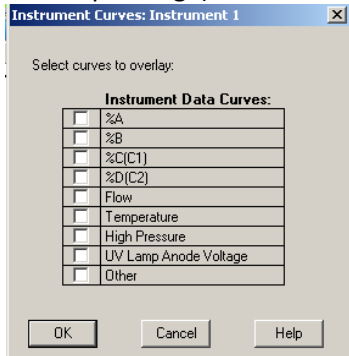 Instrument Curves: Instrument 1
Select curves to overlay:
Instrument Data Curves:
%A
%B
%C(C1)
%D(C2)
Flow
Temperature
High Pressure
UV Lamp Anode Voltage
Other
OK Cancel Help